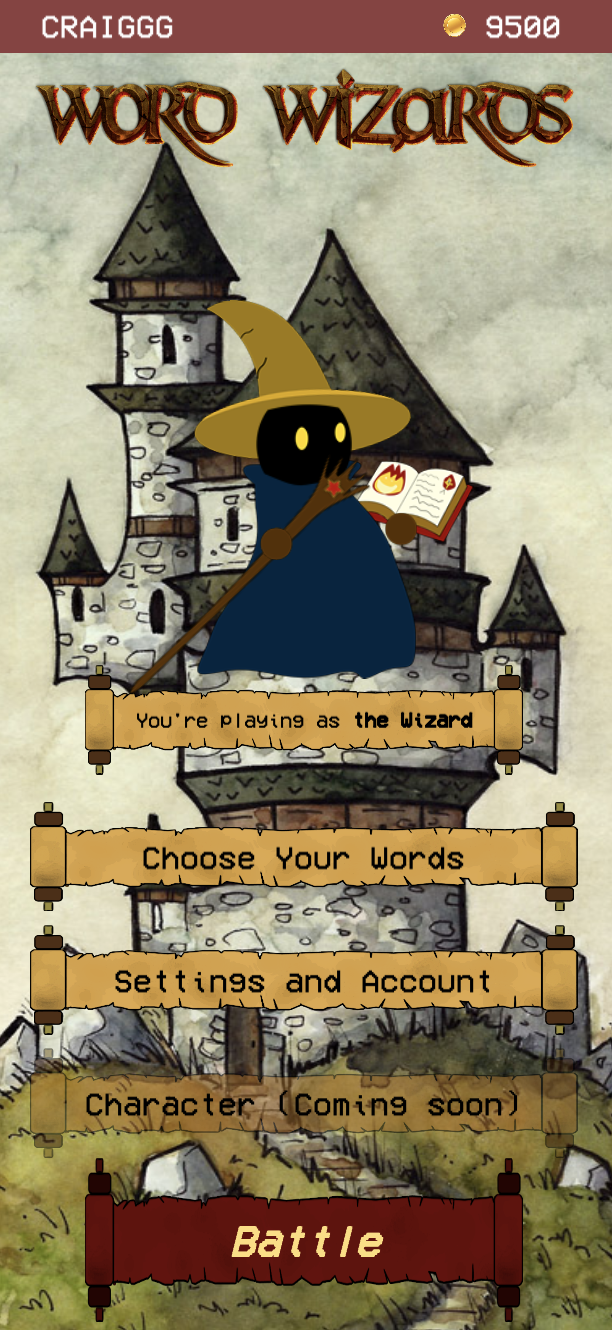 CRAIGGG 9500
WORD WIZARDS
You're playing as the Wizard
Choose Your Words
Settings and Account
Character (Coming soon)
Battle